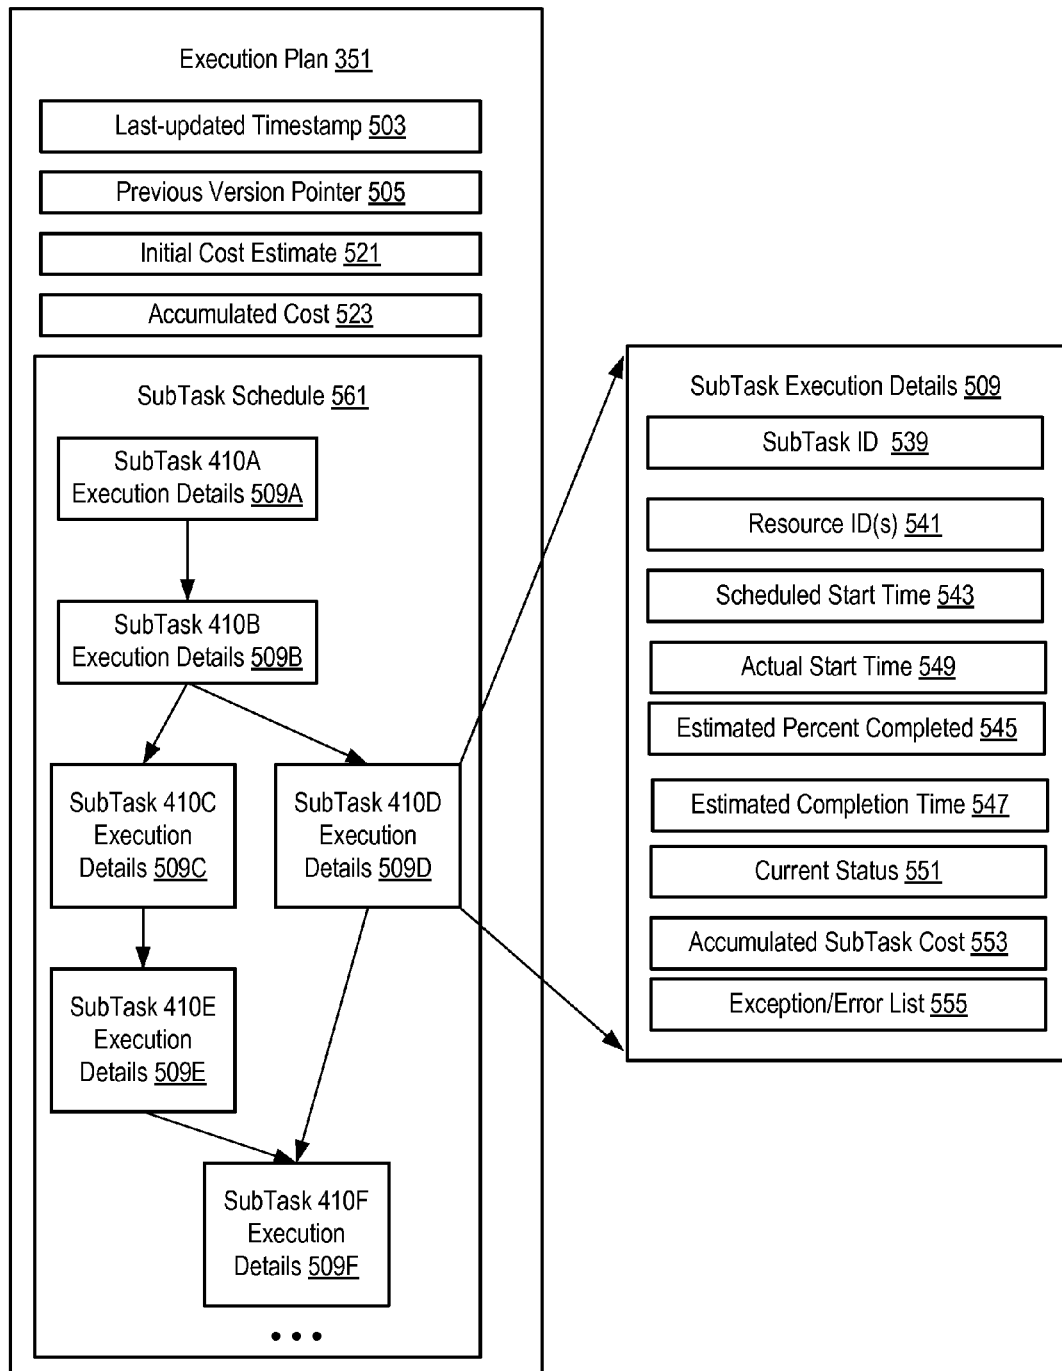 Execution Plan 351
Last-updated Timestamp 503
Previous Version Pointer 505
Initial Cost Estimate 521
Accumulated Cost 523
SubTask Schedule 561
SubTask 410A
Execution Details 509A
SubTask 410B
Execution Details 509B
SubTask 410C
Execution
Details 509C
SubTask 410D
Execution
Details 509D
SubTask 410E
Execution
Details 509E
SubTask 410F
Execution
Details 509F
• • •
SubTask Execution Details 509
SubTask ID 539
Resource ID(s) 541
Scheduled Start Time 543
Actual Start Time 549
Estimated Percent Completed 545
Estimated Completion Time 547
Current Status 551
Accumulated SubTask Cost 553
Exception/Error List 555